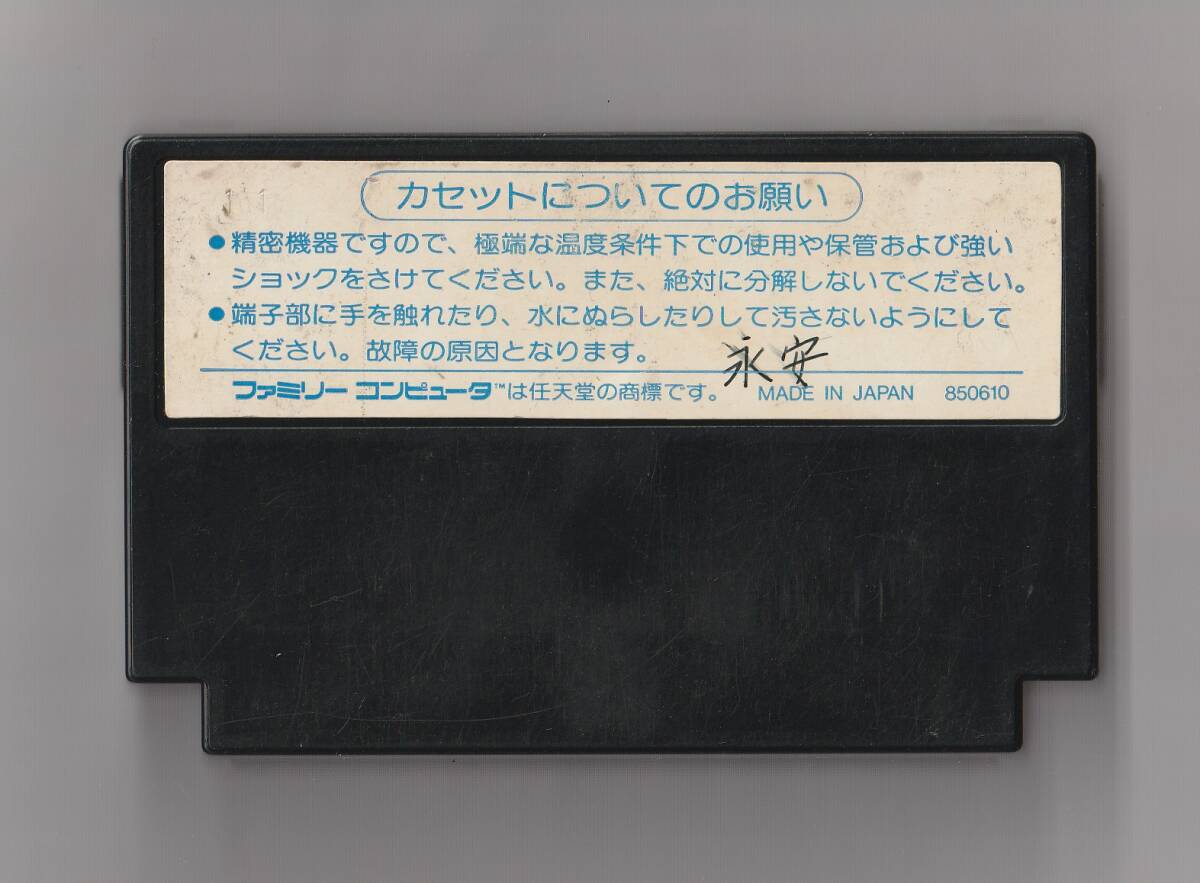 カセットについてのお願い
●精密機器ですので、極端な温度条件下での使用や保管および強い
ショックをさけてください。また、絶対に分解しないでください。
●端子部に手を触れたり、水にぬらしたりして汚さないようにして
ください。故障の原因となります。
永安
ファミリー コンピュータ™は任天堂の商標です。 MADE IN JAPAN 850610